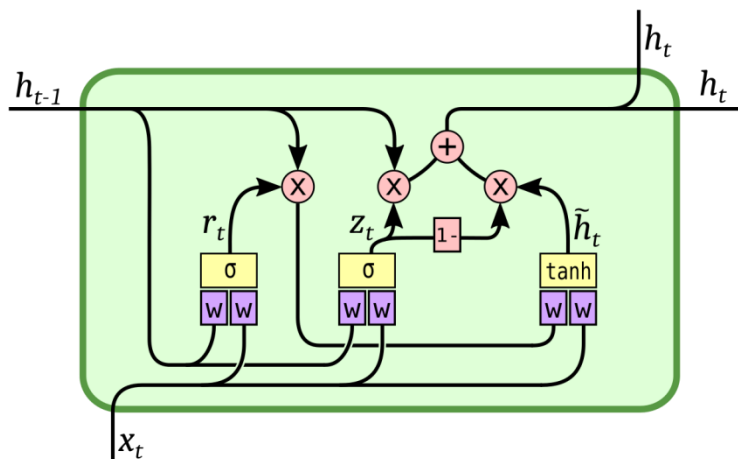 h_t
h_{t-1} h_t
+
x x x
r_t z_t 1- h̃_t
σ σ tanh
w w w w w w
x_t